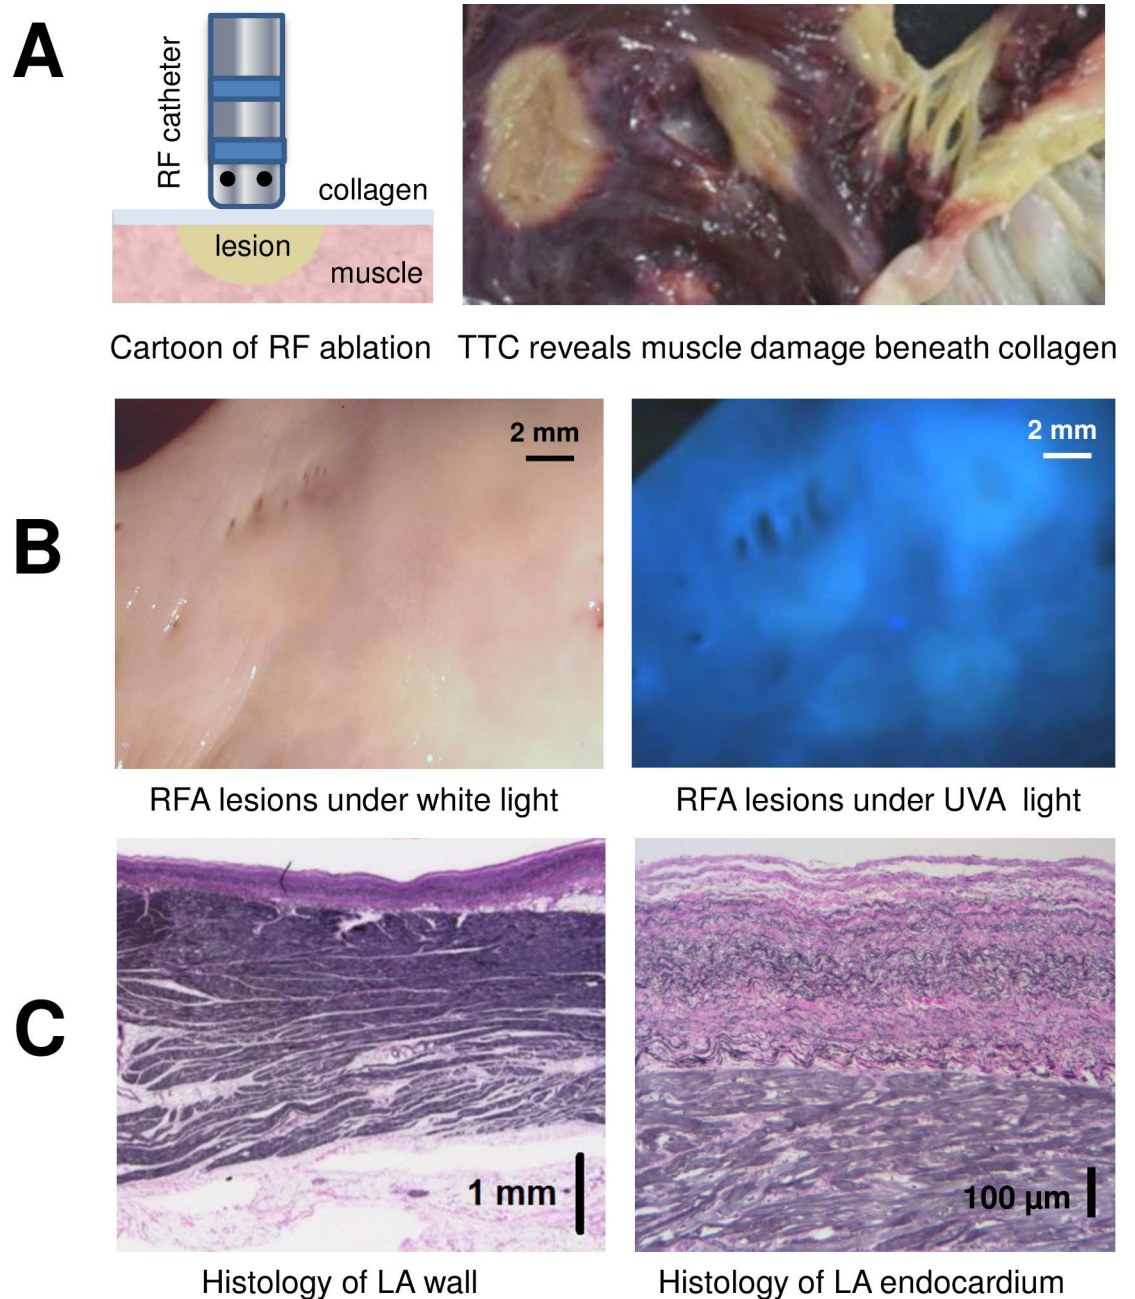 A
RF catheter
collagen
lesion
muscle
Cartoon of RF ablation
TTC reveals muscle damage beneath collagen
B
2 mm
2 mm
RFA lesions under white light
RFA lesions under UVA light
C
1 mm
100 µm
Histology of LA wall
Histology of LA endocardium